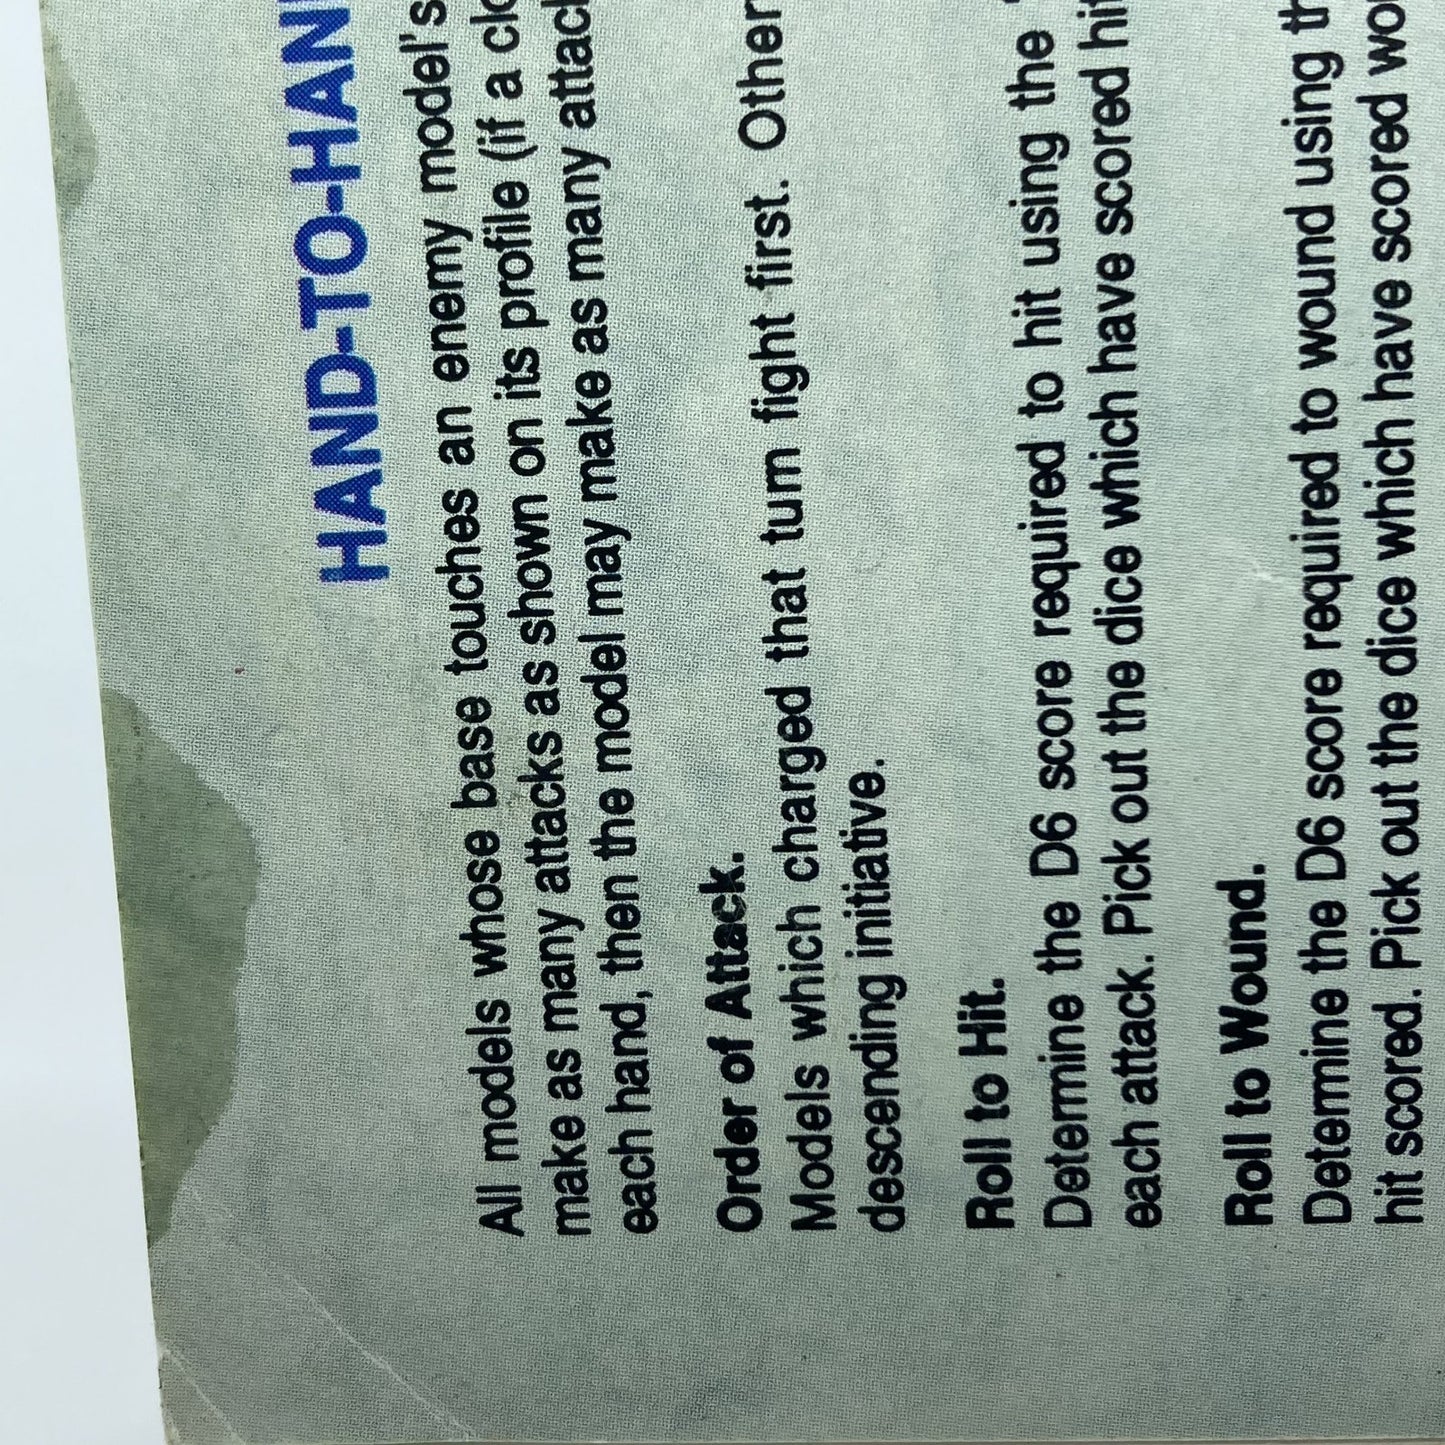 HAND-TO-HAN
All models whose base touches an enemy model's
make as many attacks as shown on its profile (if a clo
each hand, then the model may make as many attack
Order of Attack.
Models which charged that turn fight first. Other
descending initiative.
Roll to Hit.
Determine the D6 score required to hit using the
each attack. Pick out the dice which have scored hit
Roll to Wound.
Determine the D6 score required to wound using th
hit scored. Pick out the dice which have scored wo